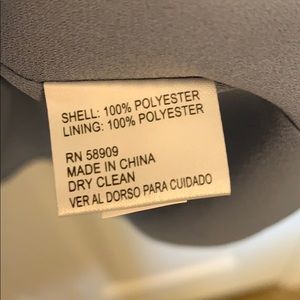 SHELL: 100% POLYESTER
LINING: 100% POLYESTER
RN 58909
MADE IN CHINA
DRY CLEAN
VER AL DORSO PARA CUIDADO